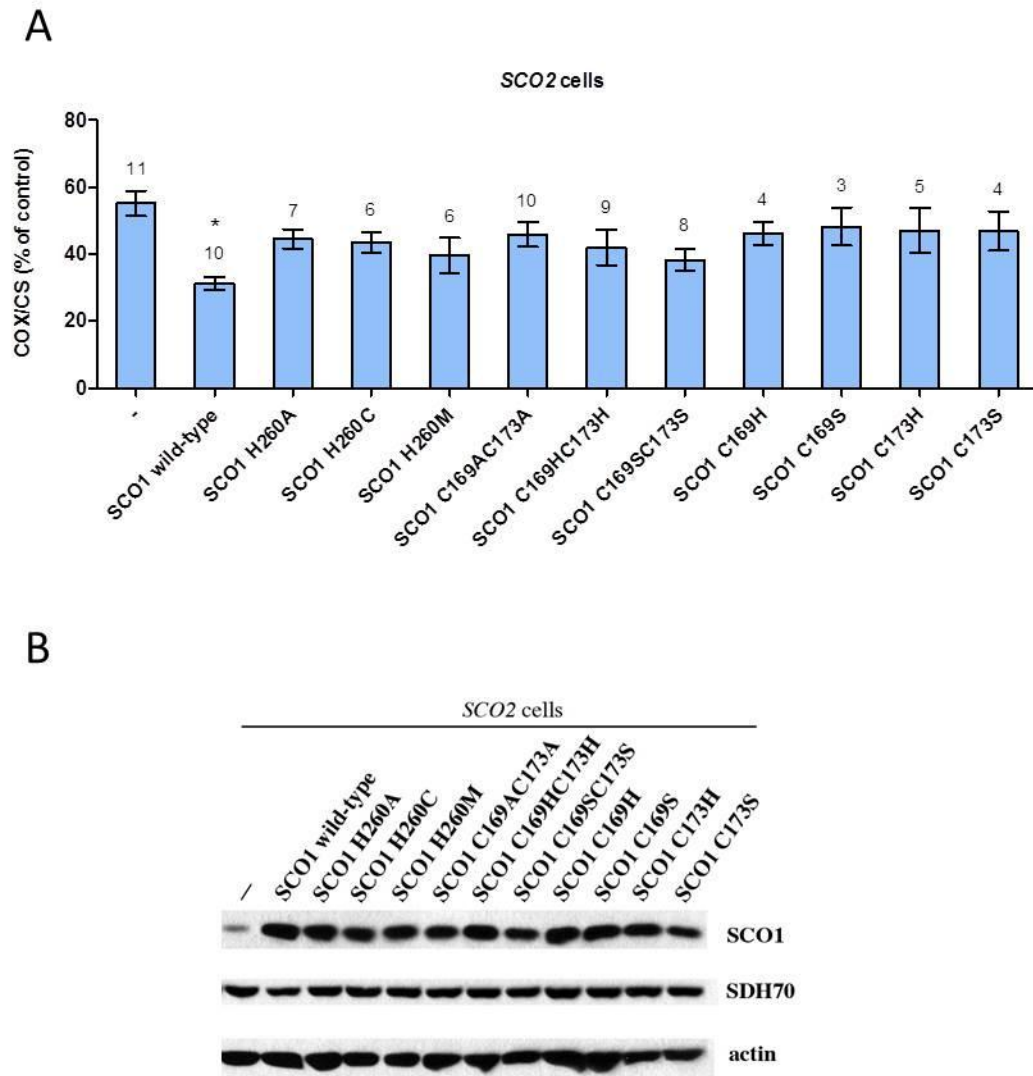 A
SCO2 cells
COX/CS (% of control)
80
60
40
20
0
11
*
10
7
6
6
10
9
8
4
3
5
4
-
SCO1 wild-type
SCO1 H260A
SCO1 H260C
SCO1 H260M
SCO1 C169AC173A
SCO1 C169HC173H
SCO1 C169SC173S
SCO1 C169H
SCO1 C169S
SCO1 C173H
SCO1 C173S
B
SCO2 cells
–
SCO1 wild-type
SCO1 H260A
SCO1 H260C
SCO1 H260M
SCO1 C169AC173A
SCO1 C169HC173H
SCO1 C169SC173S
SCO1 C169H
SCO1 C169S
SCO1 C173H
SCO1 C173S
SCO1
SDH70
actin